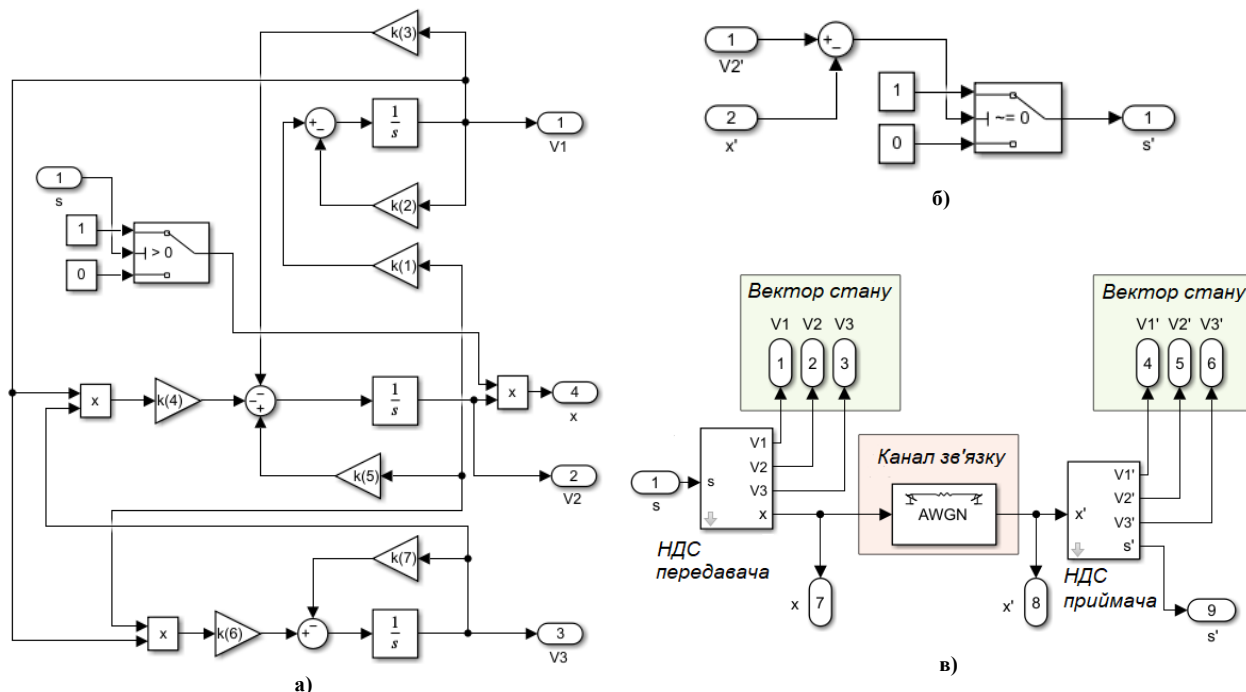 k(3)
+
−
1
s
1
V1
k(2)
k(1)
1
s
1
> 0
0
x
k(4)
−
−
+
1
s
x
4
x
k(5)
2
V2
k(7)
x
k(6)
+
−
1
s
3
V3
а)
1
V2'
+
−
2
x'
1
~= 0
0
1
s'
б)
Вектор стану
V1 V2 V3
1 2 3
Вектор стану
V1' V2' V3'
4 5 6
1
s
s
V1
V2
V3
x
НДС
передавача
Канал зв'язку
AWGN
x'
V1'
V2'
V3'
s'
НДС
приймача
x 7
x' 8
9
s'
в)